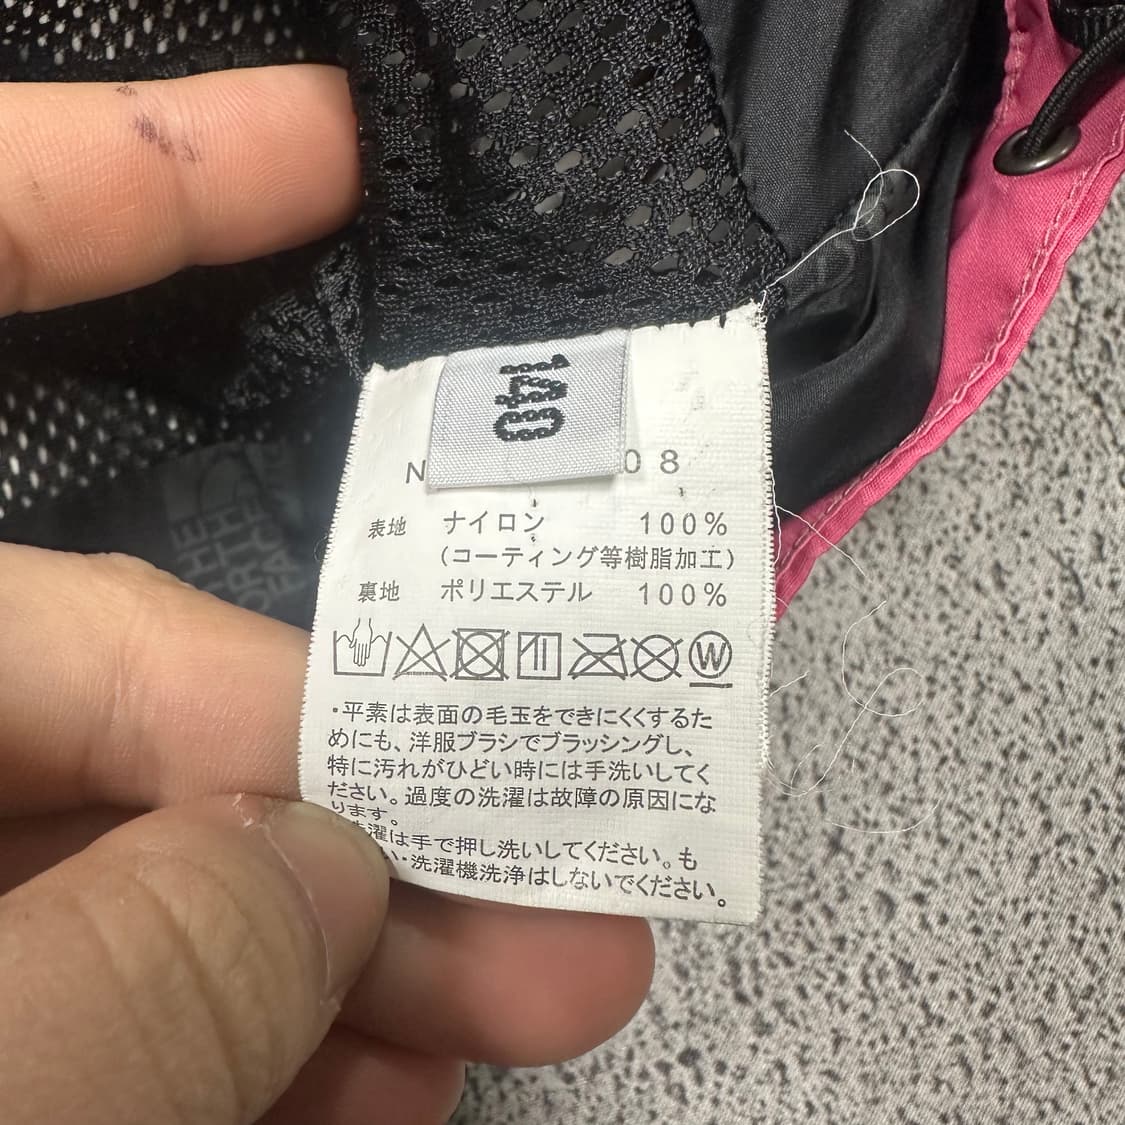 140
N
08
表地 ナイロン 100%
(コーティング等樹脂加工)
裏地 ポリエステル 100%
W
・平素は表面の毛玉をできにくくするた
めにも、洋服ブラシでブラッシングし、
特に汚れがひどい時には手洗いしてく
ださい。過度の洗濯は故障の原因にな
ります。
洗濯は手で押し洗いしてください。も
い・洗濯機洗浄はしないでください。
THE
NORTH
FACE